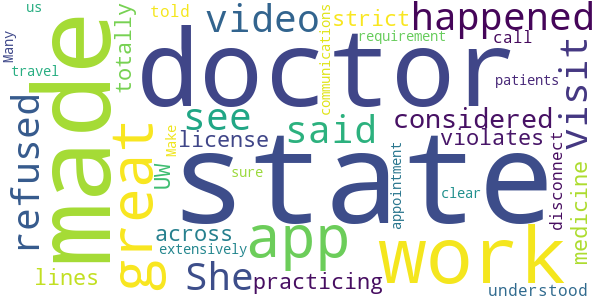 us
told
Many
totally
video
strict
happened
communications
requirement
call
travel
made
doctor
patients
see
said
considered
Visit
refused
great
Make
license
violates
UW
sure
state
disconnect
medicine
appointment
clear
across
extensively
app
work
lines
She
practicing
understood